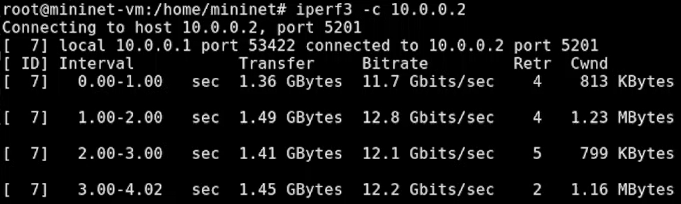 root@mininet-vm:/home/mininet# iperf3 -c 10.0.0.2
Connecting to host 10.0.0.2, port 5201
[  7] local 10.0.0.1 port 53422 connected to 10.0.0.2 port 5201
[ ID] Interval           Transfer     Bitrate         Retr  Cwnd
[  7]   0.00-1.00   sec  1.36 GBytes  11.7 Gbits/sec    4    813 KBytes
[  7]   1.00-2.00   sec  1.49 GBytes  12.8 Gbits/sec    4   1.23 MBytes
[  7]   2.00-3.00   sec  1.41 GBytes  12.1 Gbits/sec    5    799 KBytes
[  7]   3.00-4.02   sec  1.45 GBytes  12.2 Gbits/sec    2   1.16 MBytes